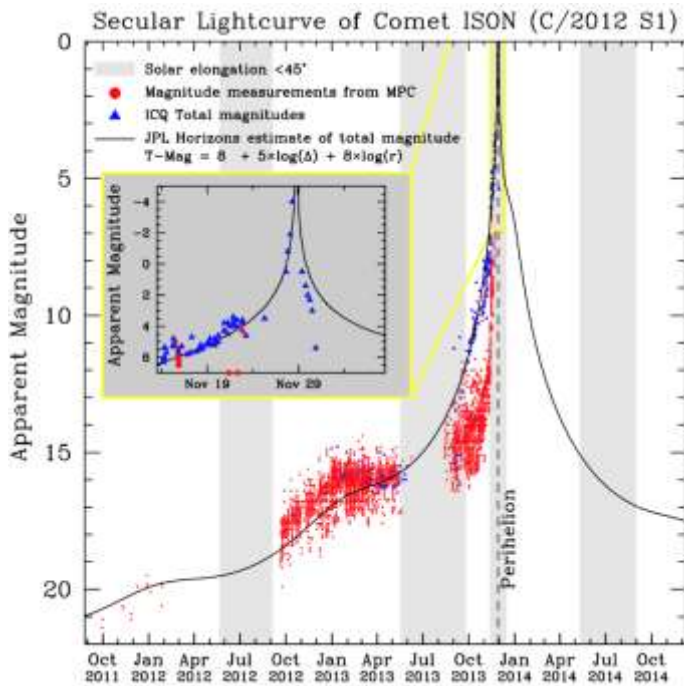 Secular Lightcurve of Comet ISON (C/2012 S1)
Solar elongation <45°
Magnitude measurements from MPC
ICQ Total magnitudes
JPL Horizons estimate of total magnitude
T-Mag = 8 + 5×log(Δ) + 8×log(r)
Apparent Magnitude
0
5
10
15
20
Apparent Magnitude
-4
-2
0
2
4
6
Nov 19
Nov 29
Perihelion
Oct Jan Jul Oct Jan Apr Jul Oct Jan Apr Jul Oct
2011 2012 2012 2012 2013 2013 2013 2013 2014 2014 2014 2014